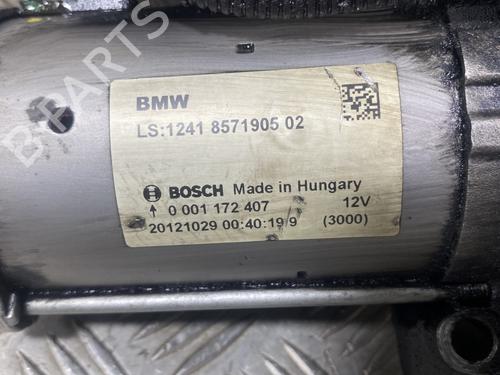 B-PARTS
BMW
LS:1241 8571905 02
BOSCH Made in Hungary
↑ 0 001 172 407 12V
20121029 00:40:19/9 (3000)